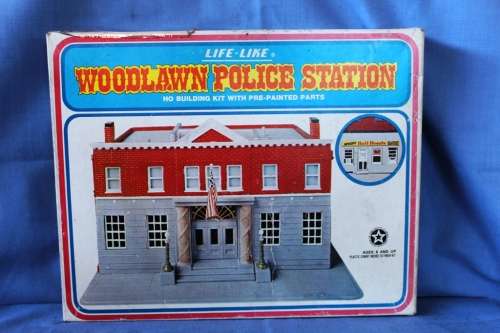 LIFE-LIKE®
WOODLAWN POLICE STATION
HO BUILDING KIT WITH PRE-PAINTED PARTS
AGES 8 AND UP